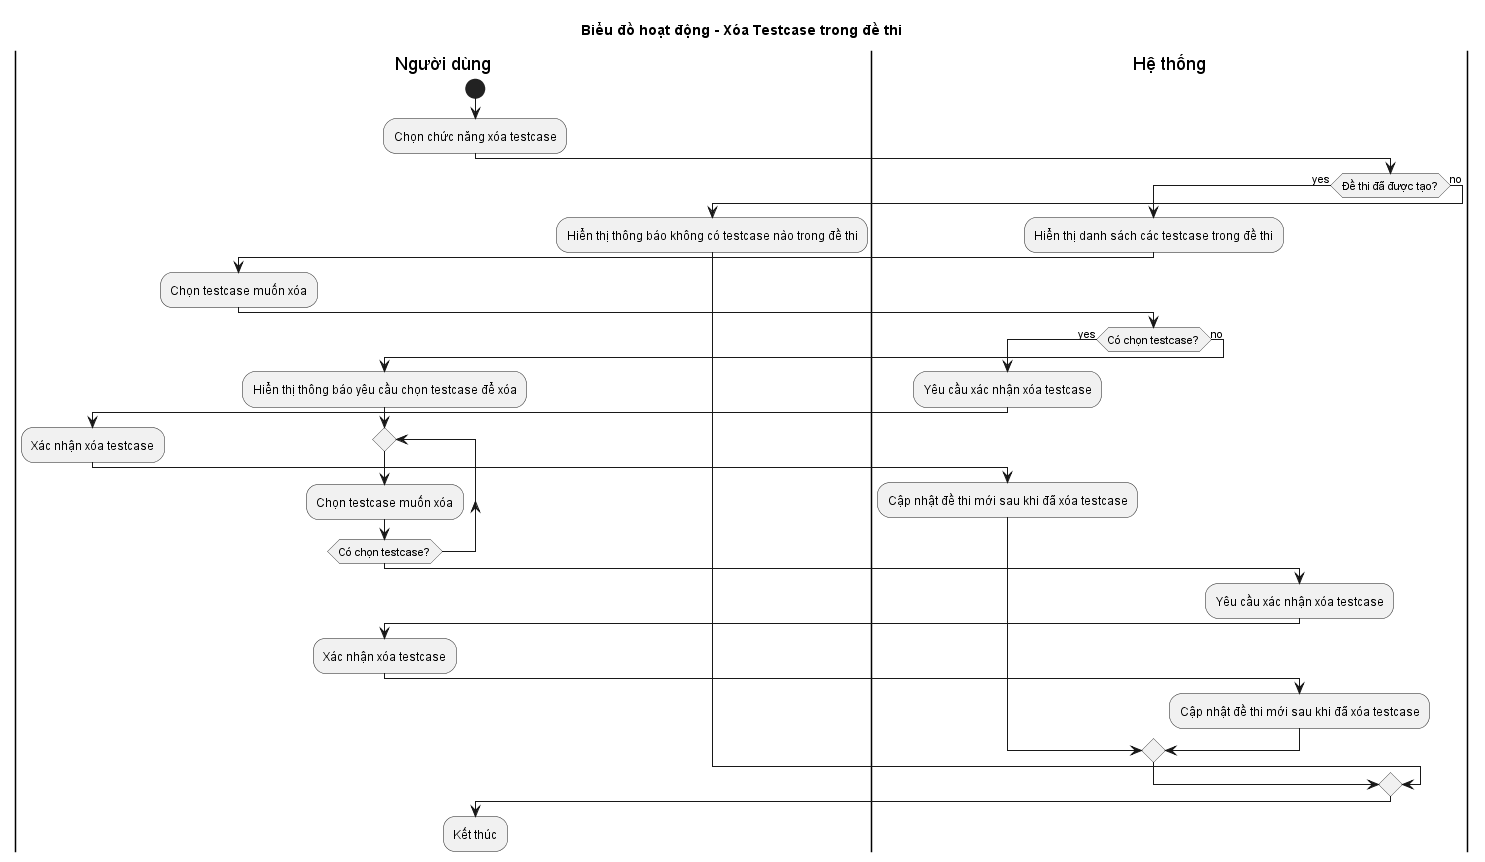 Biểu đồ hoạt động - Xóa Testcase trong đề thi
Người dùng
Hệ thống
Chọn chức năng xóa testcase
Đề thi đã được tạo?
yes
no
Hiển thị thông báo không có testcase nào trong đề thi
Hiển thị danh sách các testcase trong đề thi
Chọn testcase muốn xóa
Có chọn testcase?
yes
no
Hiển thị thông báo yêu cầu chọn testcase để xóa
Yêu cầu xác nhận xóa testcase
Xác nhận xóa testcase
Chọn testcase muốn xóa
Cập nhật đề thi mới sau khi đã xóa testcase
Có chọn testcase?
Yêu cầu xác nhận xóa testcase
Xác nhận xóa testcase
Cập nhật đề thi mới sau khi đã xóa testcase
Kết thúc